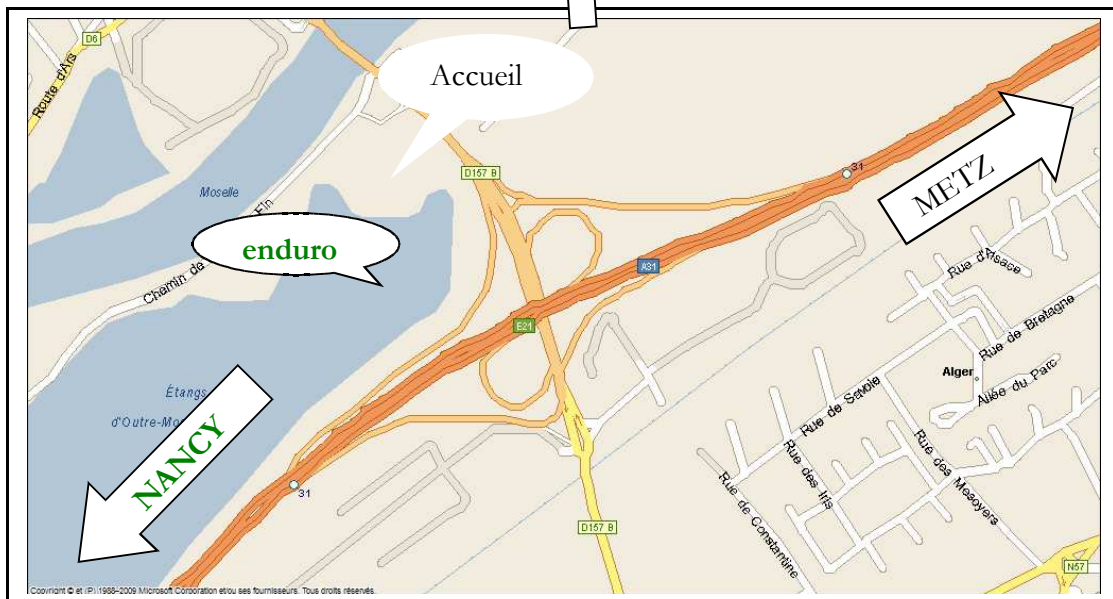 D6
Route d'Ars
Accueil
31
D157 B
METZ
Moselle
enduro
Chemin de
Rue d'Alsace
A31
E21
Rue de Bretagne
Alger
Allée du Parc
Étangs
d'Outre-Mo
Rue de Savoie
NANCY
Rue des Iris
Rue des Mesoyers
31
Rue de Constantine
D157 B
N57
Copyright © et (P) 1988–2009 Microsoft Corporation et/ou ses fournisseurs. Tous droits réservés.